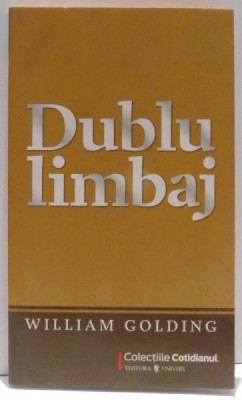 Dublu
limbaj
WILLIAM GOLDING
Colecțiile Cotidianul
EDITURA UNIVERS